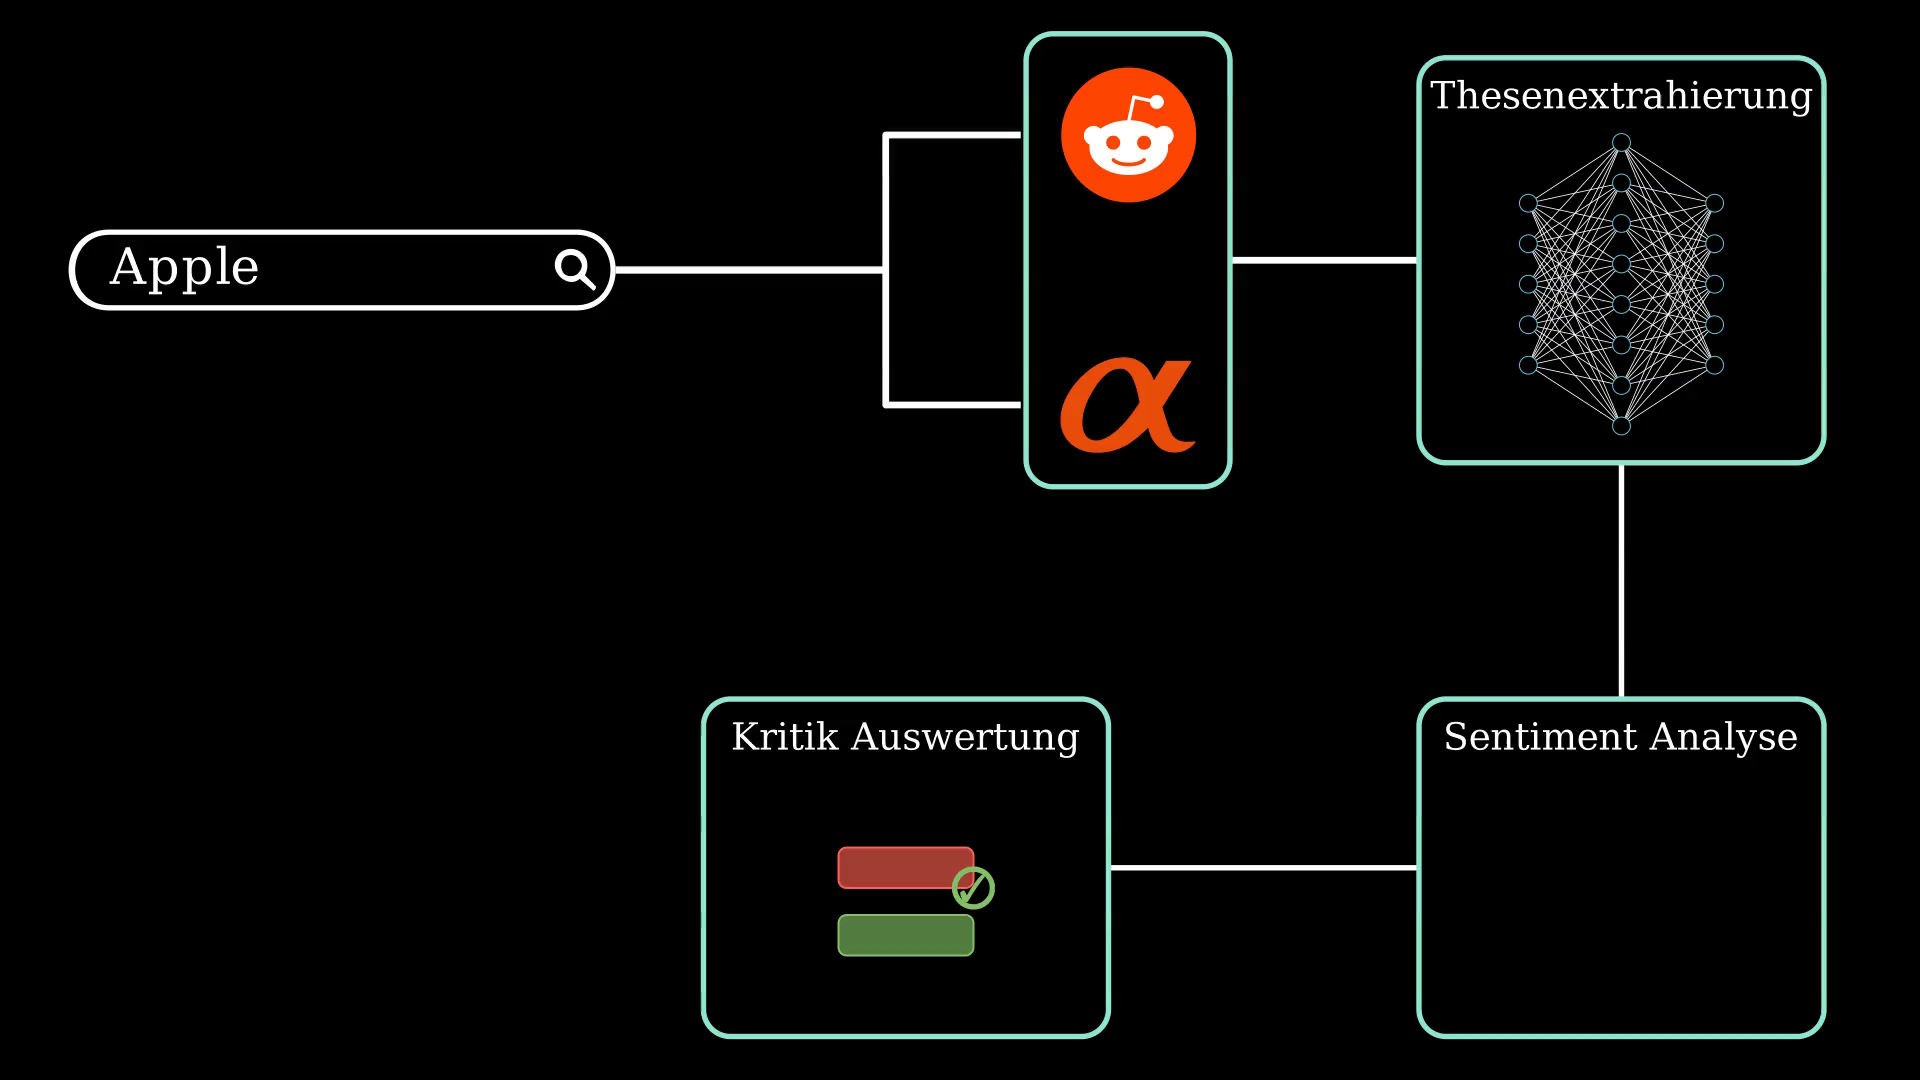 Apple
α
Thesenextrahierung
Kritik Auswertung
Sentiment Analyse